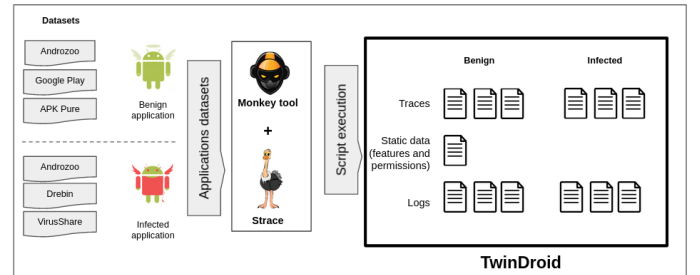 Datasets
Androzoo
Google Play
APK Pure
Benign
application
Androzoo
Drebin
VirusShare
Infected
application
Applications datasets
Monkey tool
+
Strace
Script execution
Benign
Infected
Traces
Static data
(features and
permissions)
Logs
TwinDroid